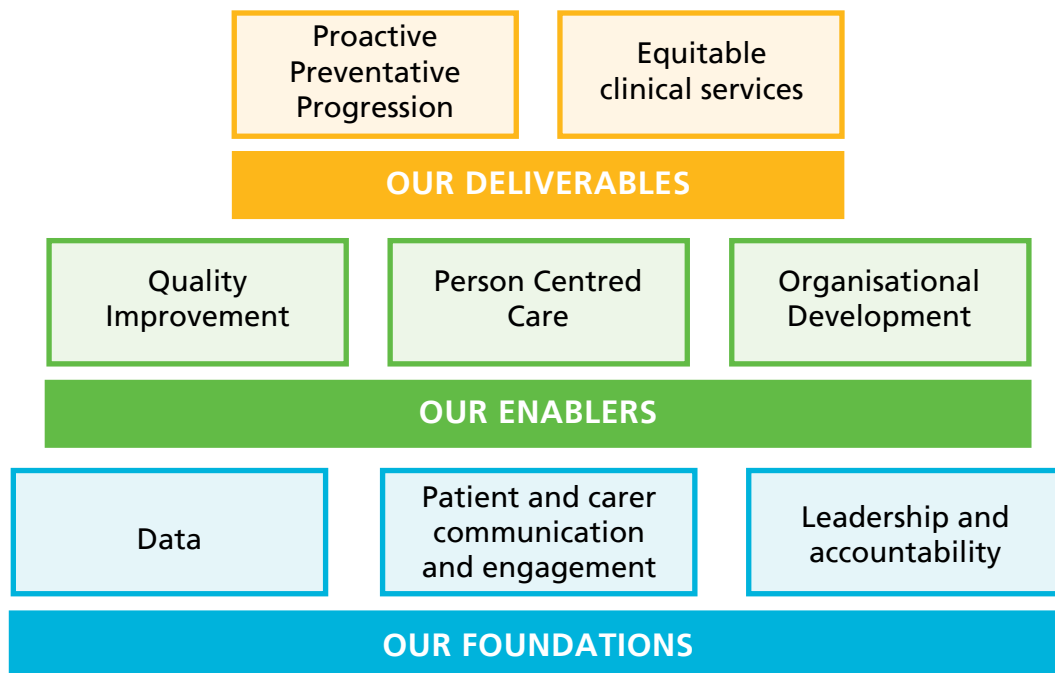 Proactive
Preventative
Progression
Equitable
clinical services
OUR DELIVERABLES
Quality
Improvement
Person Centred
Care
Organisational
Development
OUR ENABLERS
Data
Patient and carer
communication
and engagement
Leadership and
accountability
OUR FOUNDATIONS